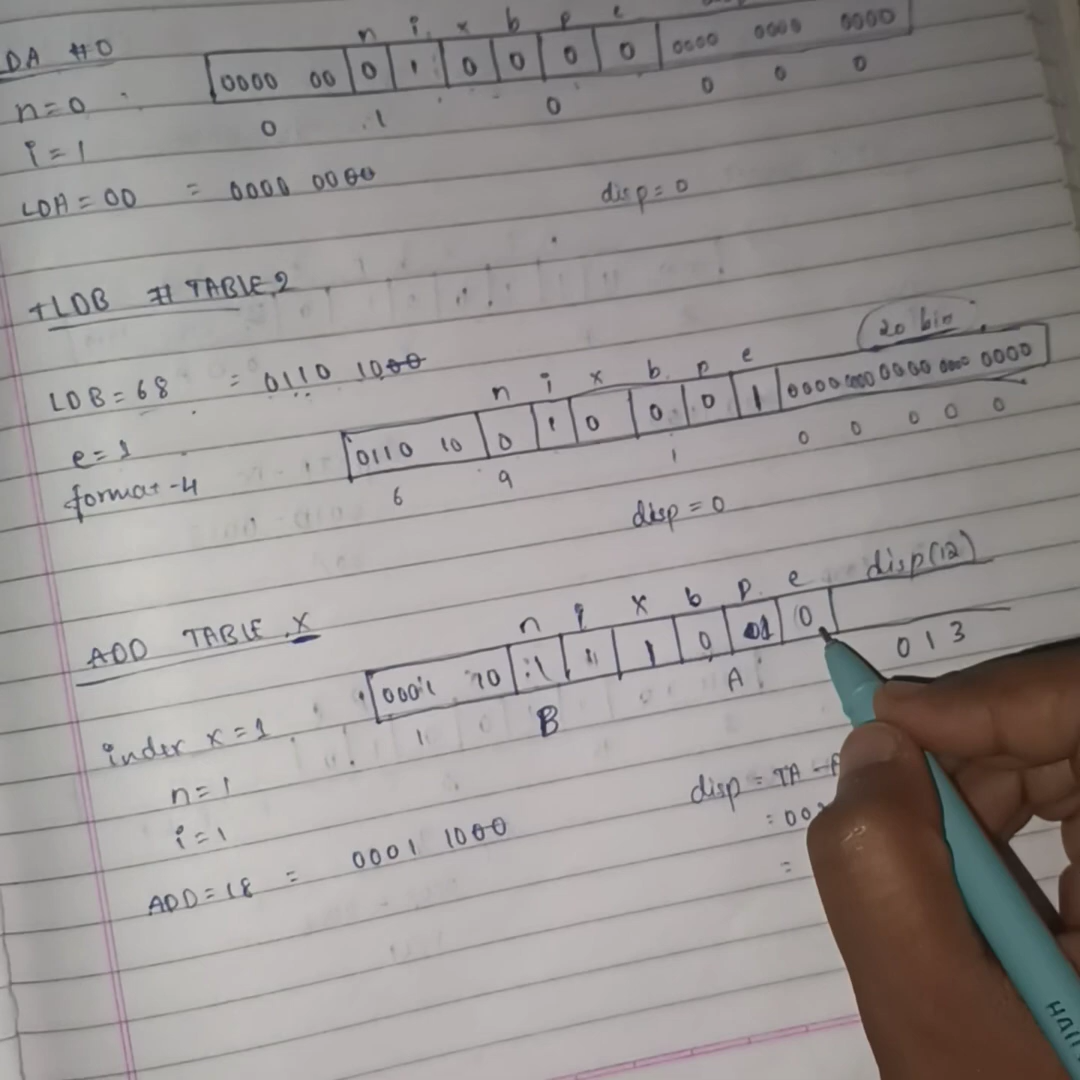 n i x b p e
DA #0
0000 00 0 1 0 0 0 0 0000 0000 0000
n=0
0 1 0 0 0 0
i=1
LDA=00 = 0000 0000
disp=0
+LDB # TABLE2
20 bin
LDB=68 = 0110 1000
n i x b p e
0110 10 0 1 0 0 0 1 0000 0000 0000 0000 0000
e=1
format-4
6 9 1 0 0 0 0 0
disp=0
n i x b p e disp(12)
ADD TABLE,X
0001 10 1 1 1 0 1 0
1 B A 0 1 3
index x=1
n=1
disp = TA -
i=1
= 00
ADD=18 = 0001 1000
=
HA